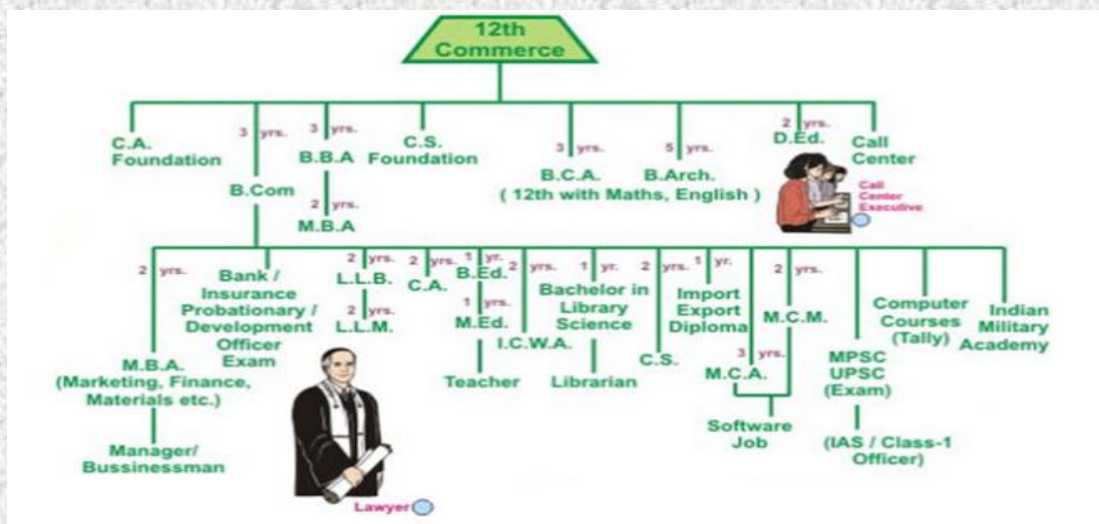 12th
Commerce
C.A.
Foundation
3 yrs.
B.Com
3 yrs.
B.B.A
2 yrs.
M.B.A
C.S.
Foundation
3 yrs.
B.C.A.
5 yrs.
B.Arch.
( 12th with Maths, English )
2 yrs.
D.Ed.
Call
Center
Call
Center
Executive
2 yrs.
M.B.A.
(Marketing, Finance,
Materials etc.)
Manager/
Bussinessman
Bank /
Insurance
Probationary /
Development
Officer
Exam
2 yrs.
L.L.B.
2 yrs.
L.L.M.
Lawyer
2 yrs.
C.A.
1 yr.
B.Ed.
1 yrs.
M.Ed.
Teacher
2 yrs.
I.C.W.A.
1 yr.
Bachelor in
Library
Science
Librarian
2 yrs.
C.S.
1 yr.
Import
Export
Diploma
3 yrs.
M.C.A.
2 yrs.
M.C.M.
Software
Job
MPSC
UPSC
(Exam)
(IAS / Class-1
Officer)
Computer
Courses
(Tally)
Indian
Military
Academy